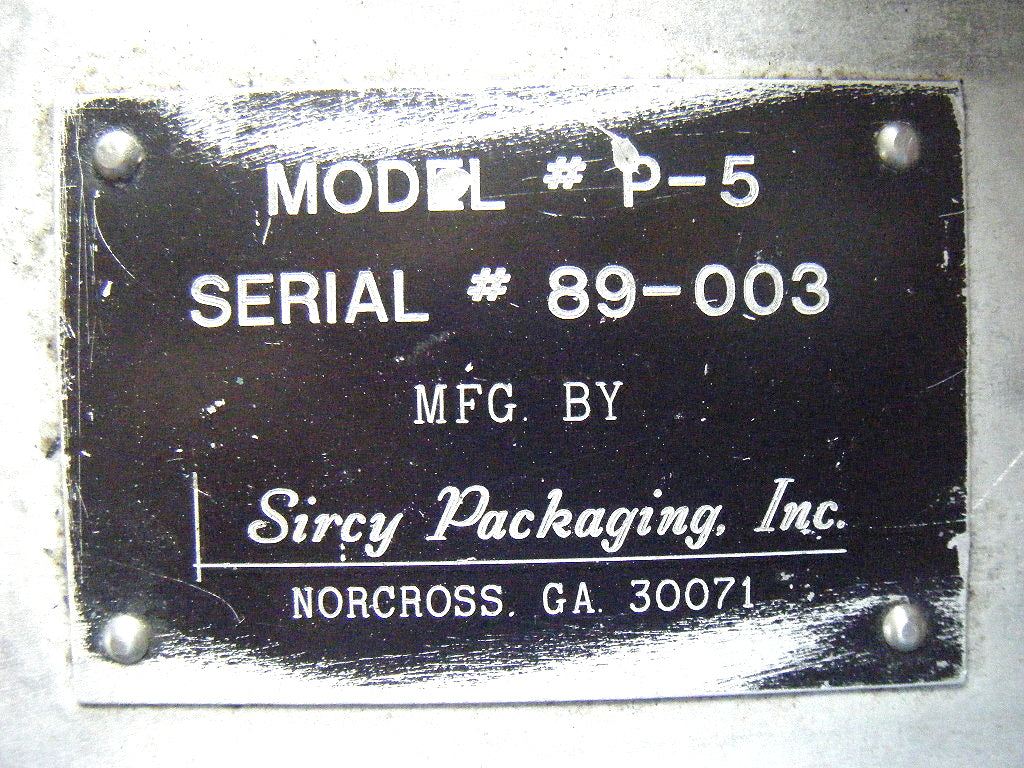 MODEL # P-5
SERIAL # 89-003
MFG. BY
Sircy Packaging, Inc.
NORCROSS. GA. 30071